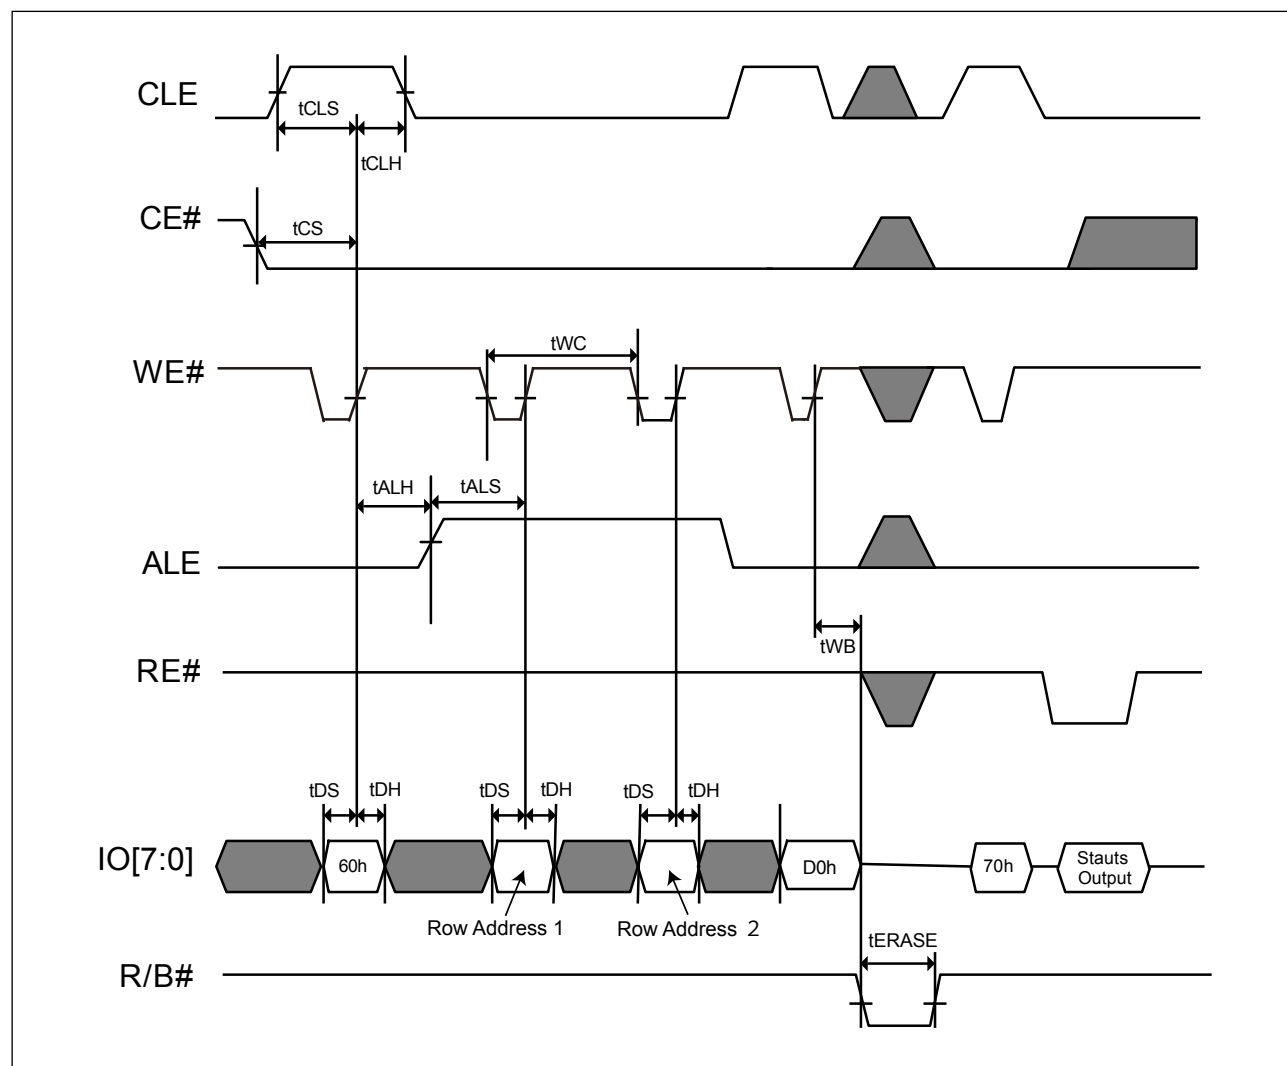 CLE
tCLS
tCLH
CE#
tCS
WE#
tWC
ALE
tALH
tALS
RE#
tWB
tDS
tDH
tDS
tDH
tDS
tDH
IO[7:0]
60h
D0h
70h
Stauts
Output
Row Address 1
Row Address 2
R/B#
tERASE